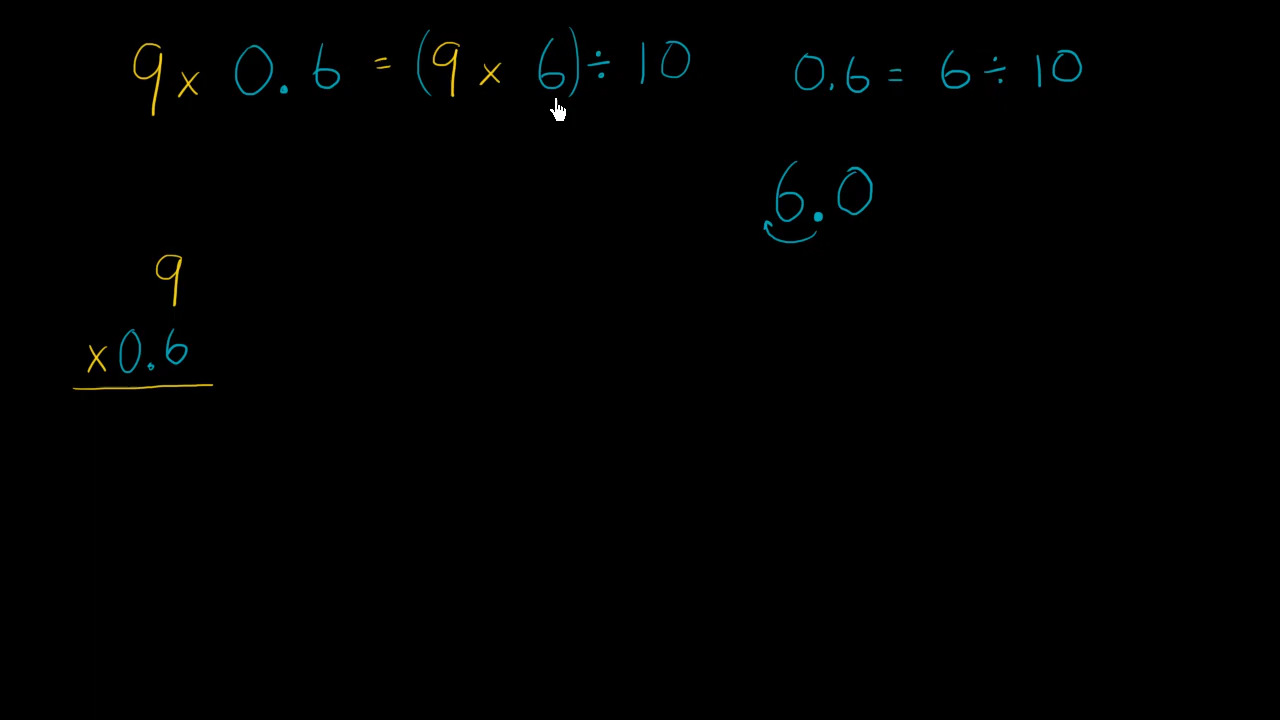 9 x 0.6 = (9 x 6) ÷ 10
0.6 = 6 ÷ 10
6.0
9
x 0.6